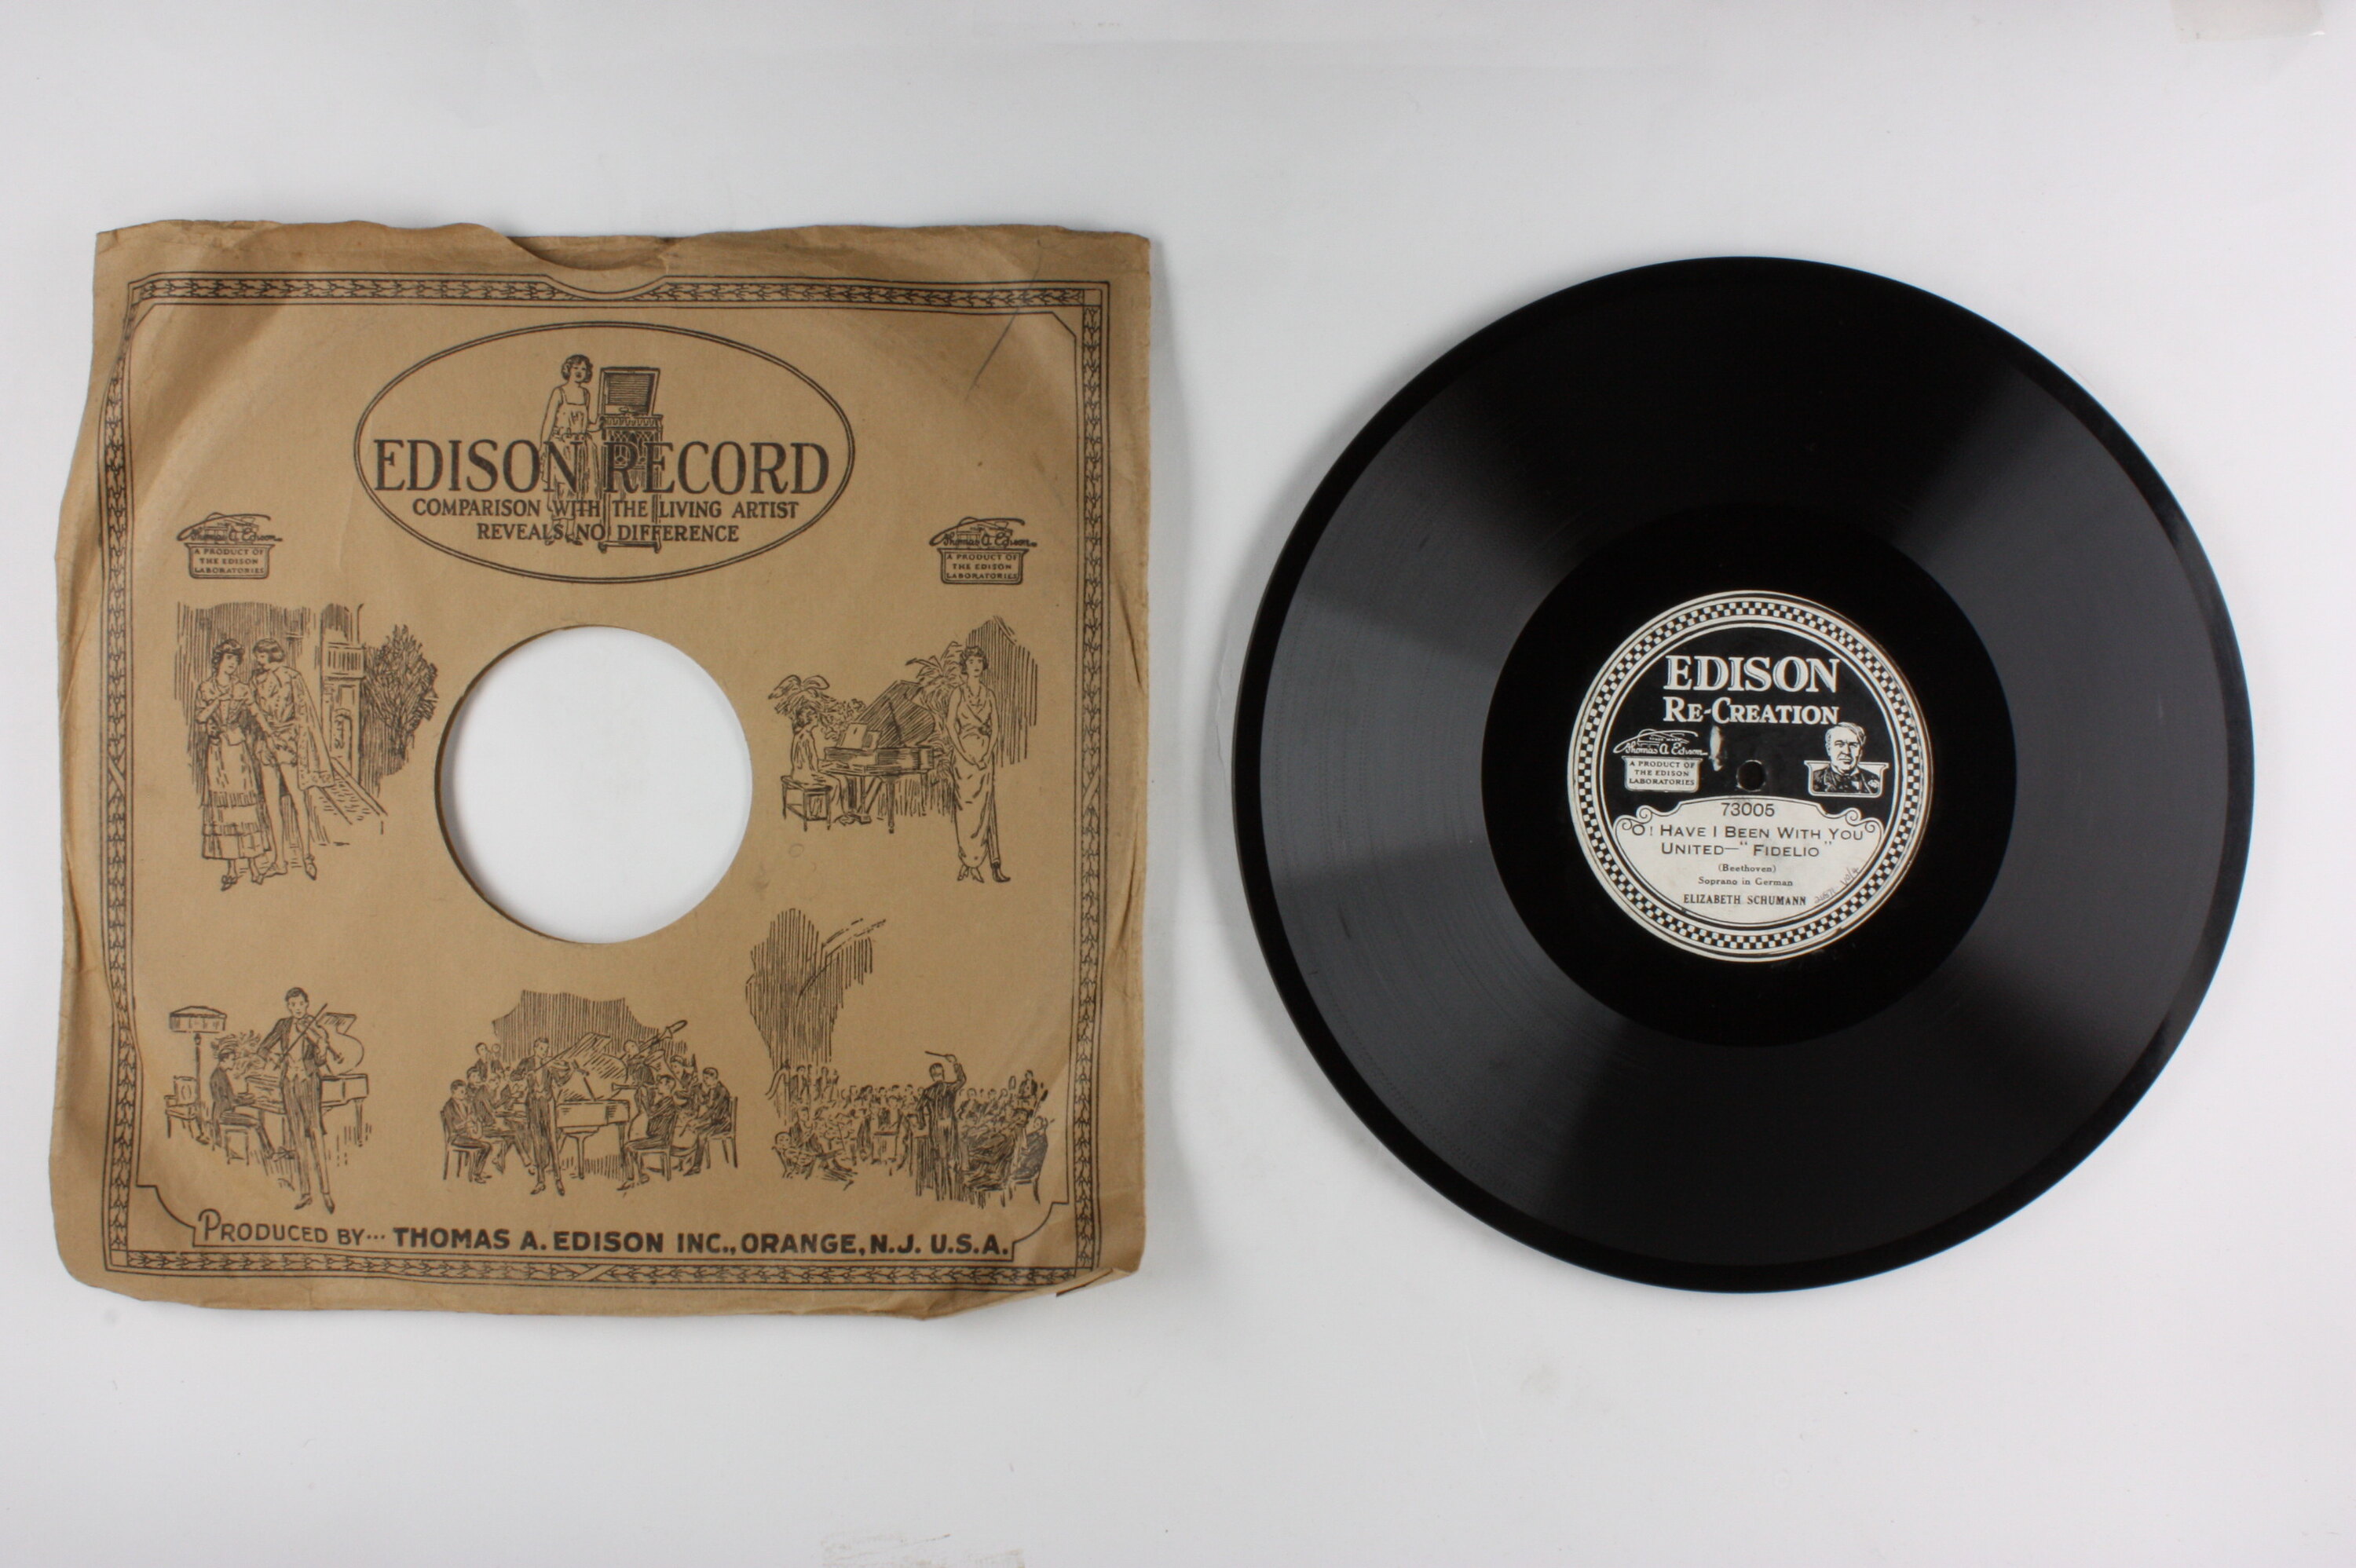 EDISON RECORD
COMPARISON WITH THE LIVING ARTIST
REVEALS NO DIFFERENCE
Thomas A. Edison
A PRODUCT OF
THE EDISON
LABORATORIES
Thomas A. Edison
A PRODUCT OF
THE EDISON
LABORATORIES
PRODUCED BY... THOMAS A. EDISON INC., ORANGE, N.J. U.S.A.
EDISON
RE-CREATION
Thomas A. Edison
A PRODUCT OF
THE EDISON
LABORATORIES
73005
O! HAVE I BEEN WITH YOU
UNITED—"FIDELIO"
(Beethoven)
Soprano in German
ELIZABETH SCHUMANN